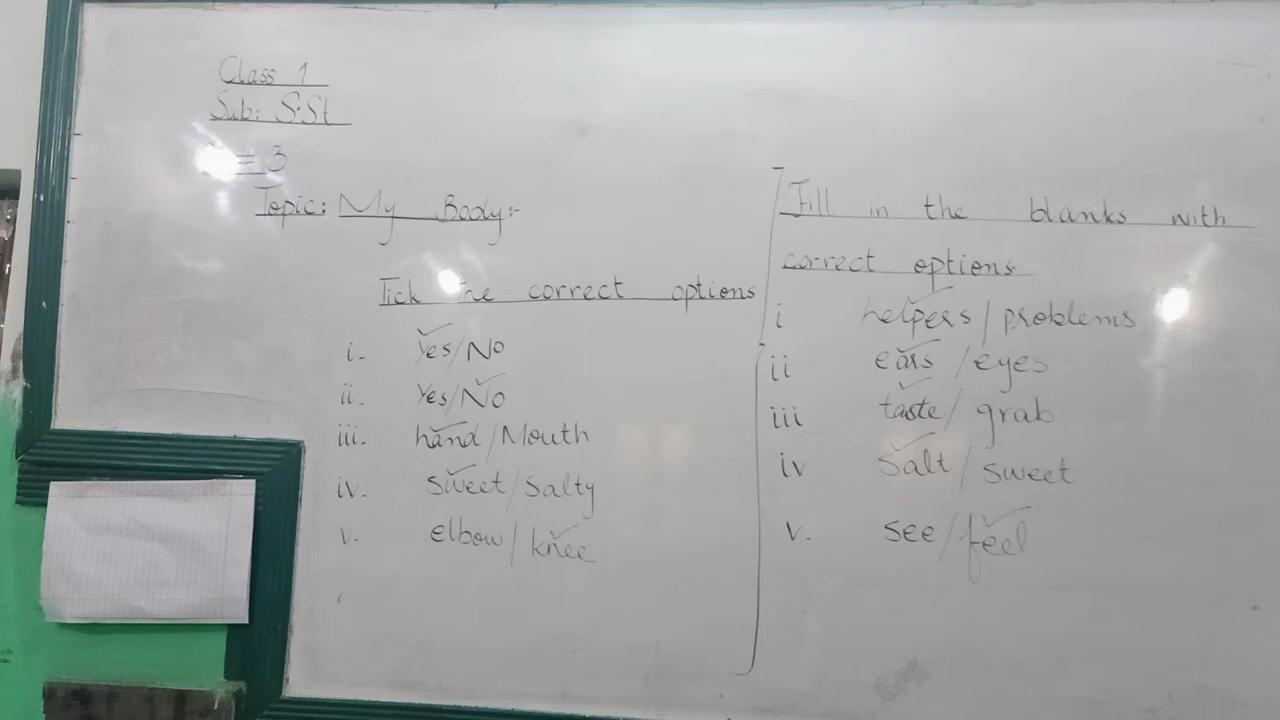 Class 1
Sub: S.St
= 3
Topic: My Body:-
Tick the correct options
i. Yes/No
ii. Yes/No
iii. hand/Mouth
iv. sweet/salty
v. elbow/knee
Fill in the blanks with
correct options
i helpers/problems
ii ears/eyes
iii taste/grab
iv salt/sweet
v. see/feel